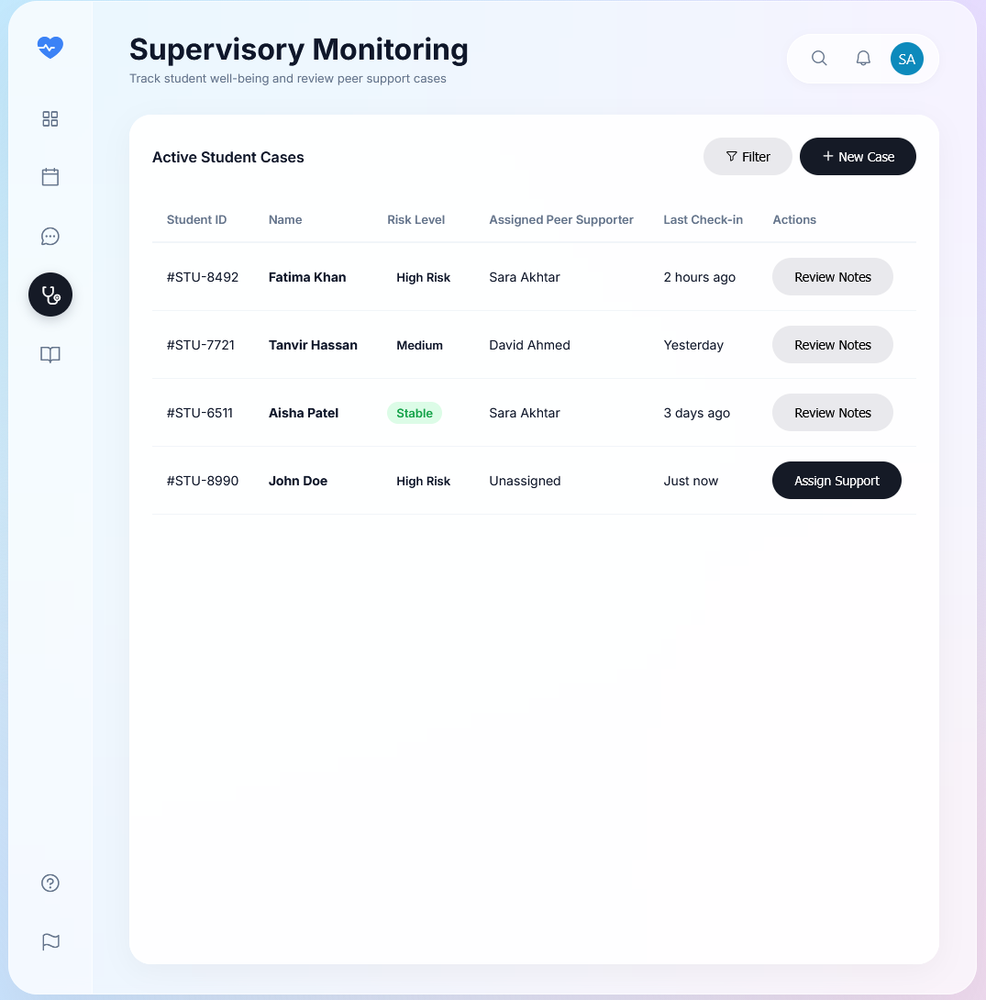 Supervisory Monitoring
Track student well-being and review peer support cases
SA
Active Student Cases
Filter
+ New Case
Student ID Name Risk Level Assigned Peer Supporter Last Check-in Actions
#STU-8492 Fatima Khan High Risk Sara Akhtar 2 hours ago Review Notes
#STU-7721 Tanvir Hassan Medium David Ahmed Yesterday Review Notes
#STU-6511 Aisha Patel Stable Sara Akhtar 3 days ago Review Notes
#STU-8990 John Doe High Risk Unassigned Just now Assign Support